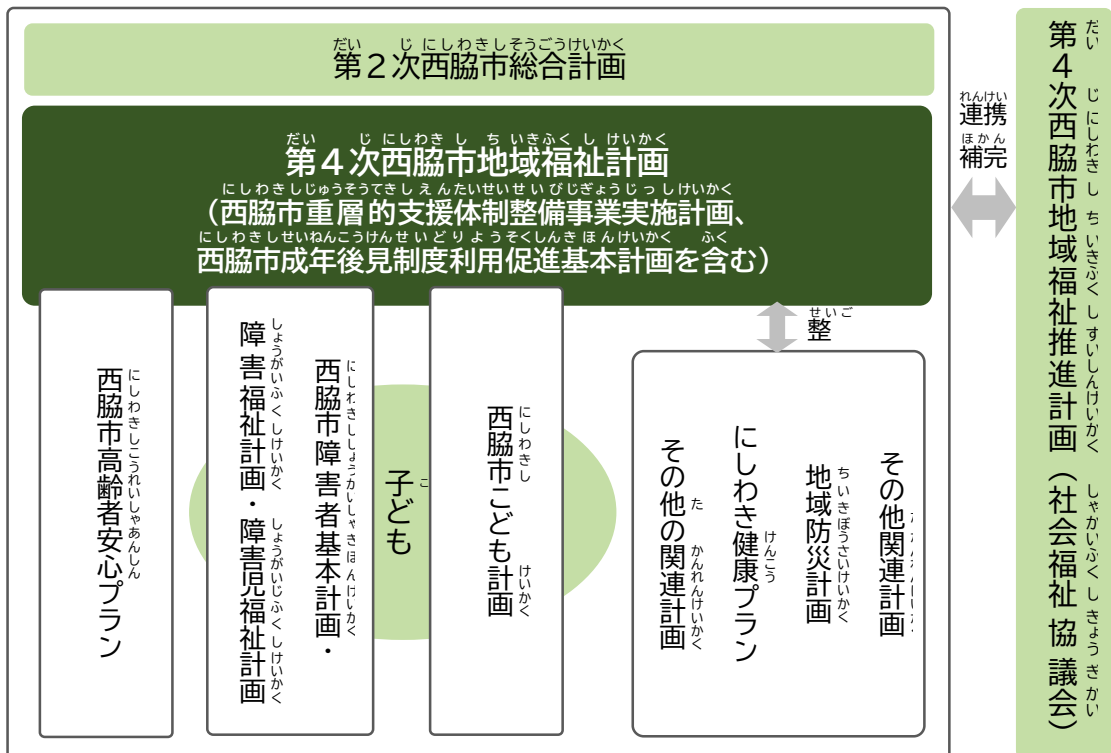 第２次西脇市総合計画
第４次西脇市地域福祉計画
（西脇市重層的支援体制整備事業実施計画、
西脇市成年後見制度利用促進基本計画を含む）
連携
補完
第４次西脇市地域福祉推進計画（社会福祉協議会）
整
西脇市高齢者安心プラン
西脇市障害者基本計画・
障害福祉計画・障害児福祉計画
子ども
西脇市こども計画
その他関連計画
地域防災計画
にしわき健康プラン
その他の関連計画